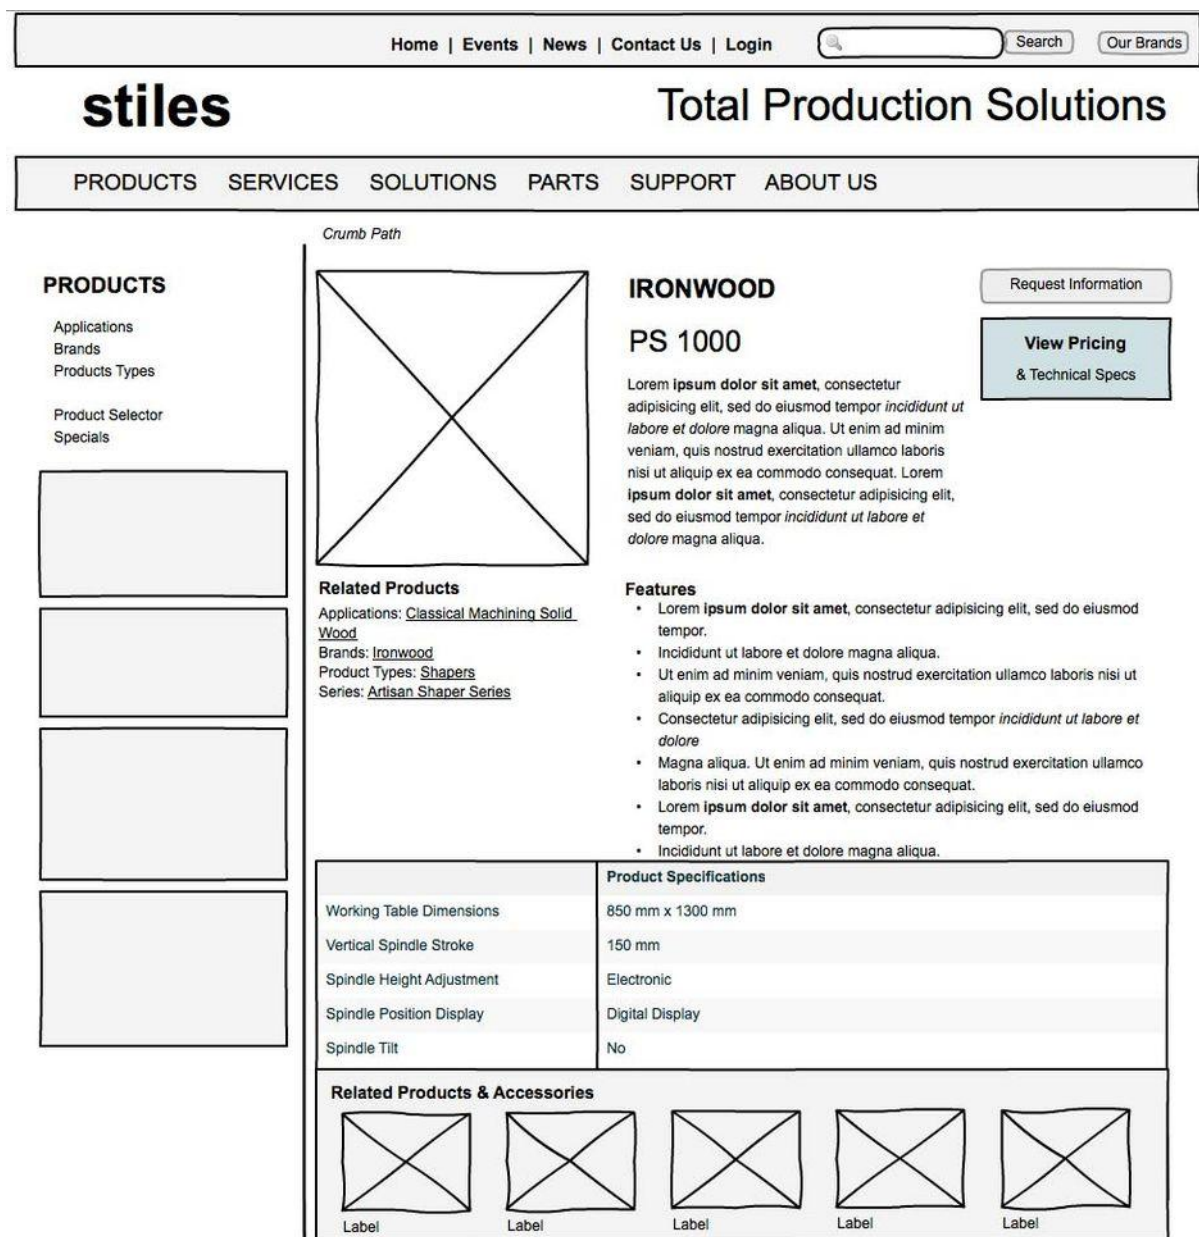 Home | Events | News | Contact Us | Login
Search
Our Brands
stiles
Total Production Solutions
PRODUCTS SERVICES SOLUTIONS PARTS SUPPORT ABOUT US
Crumb Path
PRODUCTS
Applications
Brands
Products Types
Product Selector
Specials
IRONWOOD
PS 1000
Lorem ipsum dolor sit amet, consectetur
adipisicing elit, sed do eiusmod tempor incididunt ut
labore et dolore magna aliqua. Ut enim ad minim
veniam, quis nostrud exercitation ullamco laboris
nisi ut aliquip ex ea commodo consequat. Lorem
ipsum dolor sit amet, consectetur adipisicing elit,
sed do eiusmod tempor incididunt ut labore et
dolore magna aliqua.
Request Information
View Pricing
& Technical Specs
Related Products
Applications: Classical Machining Solid
Wood
Brands: Ironwood
Product Types: Shapers
Series: Artisan Shaper Series
Features
• Lorem ipsum dolor sit amet, consectetur adipisicing elit, sed do eiusmod
tempor.
• Incididunt ut labore et dolore magna aliqua.
• Ut enim ad minim veniam, quis nostrud exercitation ullamco laboris nisi ut
aliquip ex ea commodo consequat.
• Consectetur adipisicing elit, sed do eiusmod tempor incididunt ut labore et
dolore
• Magna aliqua. Ut enim ad minim veniam, quis nostrud exercitation ullamco
laboris nisi ut aliquip ex ea commodo consequat.
• Lorem ipsum dolor sit amet, consectetur adipisicing elit, sed do eiusmod
tempor.
• Incididunt ut labore et dolore magna aliqua.
Product Specifications
Working Table Dimensions 850 mm x 1300 mm
Vertical Spindle Stroke 150 mm
Spindle Height Adjustment Electronic
Spindle Position Display Digital Display
Spindle Tilt No
Related Products & Accessories
Label Label Label Label Label